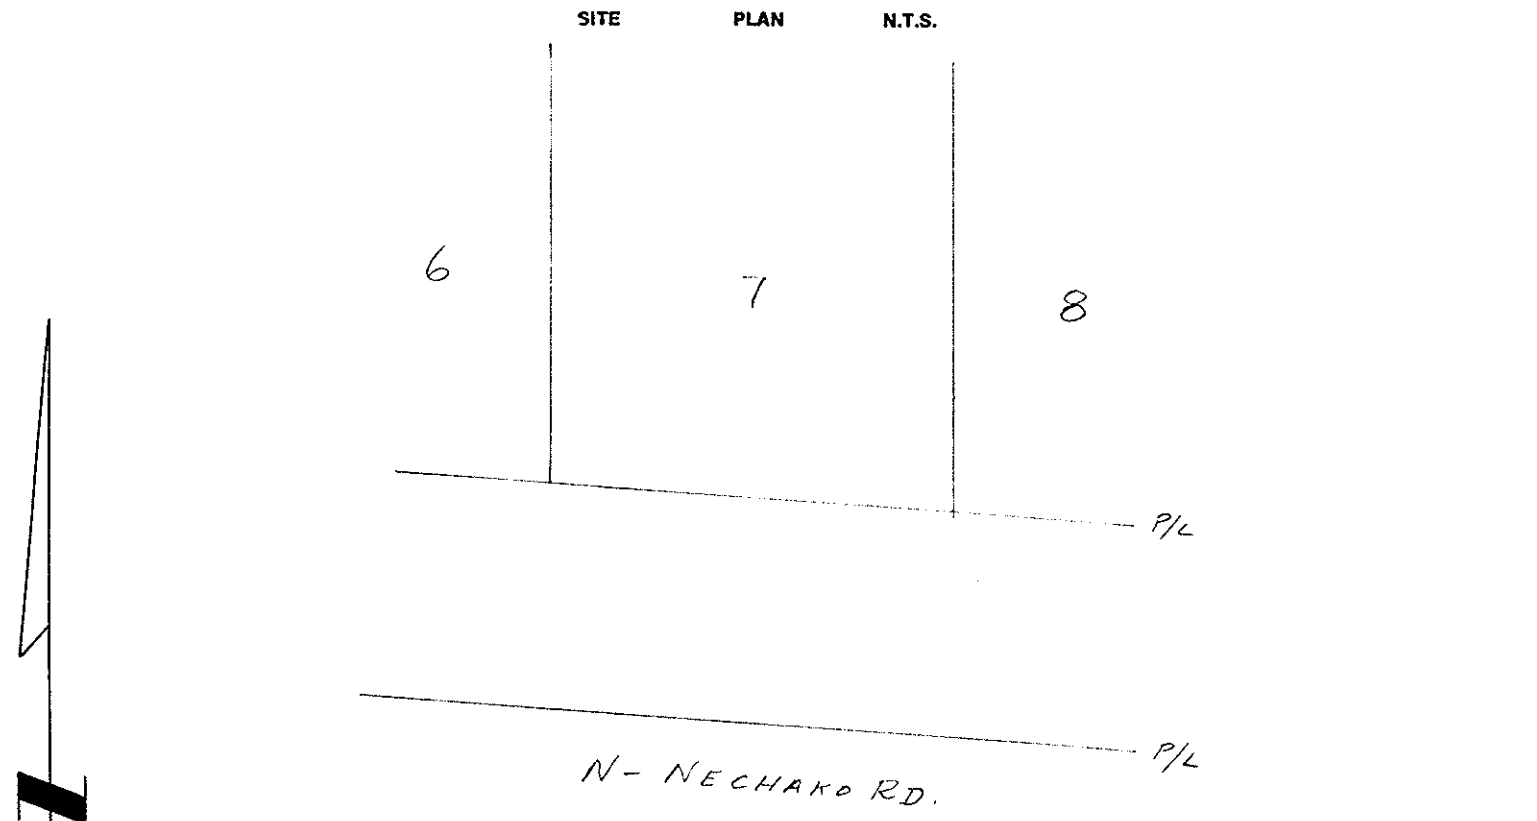 SITE PLAN N.T.S.
6
7
8
P/L
P/L
N- NECHAKO RD.